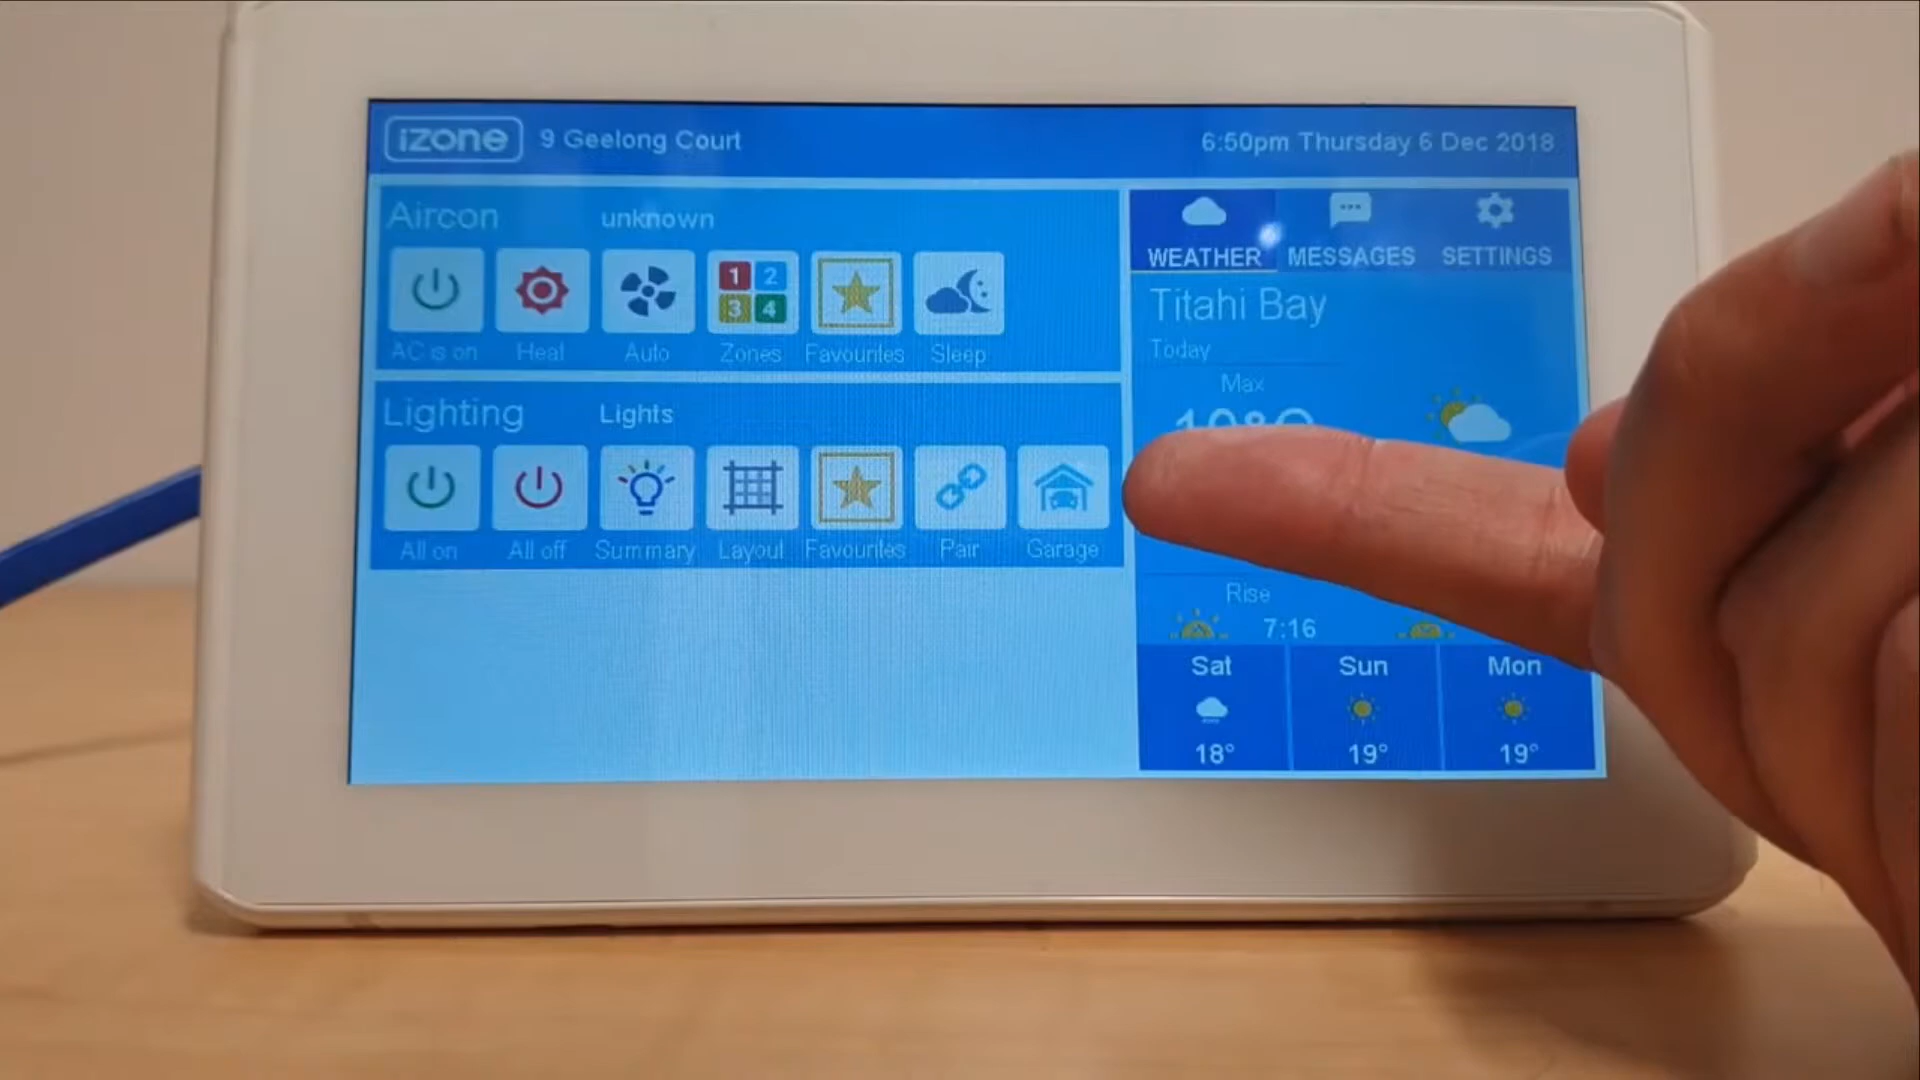 izone 9 Geelong Court
6:50pm Thursday 6 Dec 2018
Aircon unknown
1 2
3 4
AC is on Heat Auto Zones Favourites Sleep
Lighting Lights
All on All off Summary Layout Favourites Pair Garage
WEATHER MESSAGES SETTINGS
Titahi Bay
Today
Max
Rise
7:16
Sat Sun Mon
18° 19° 19°